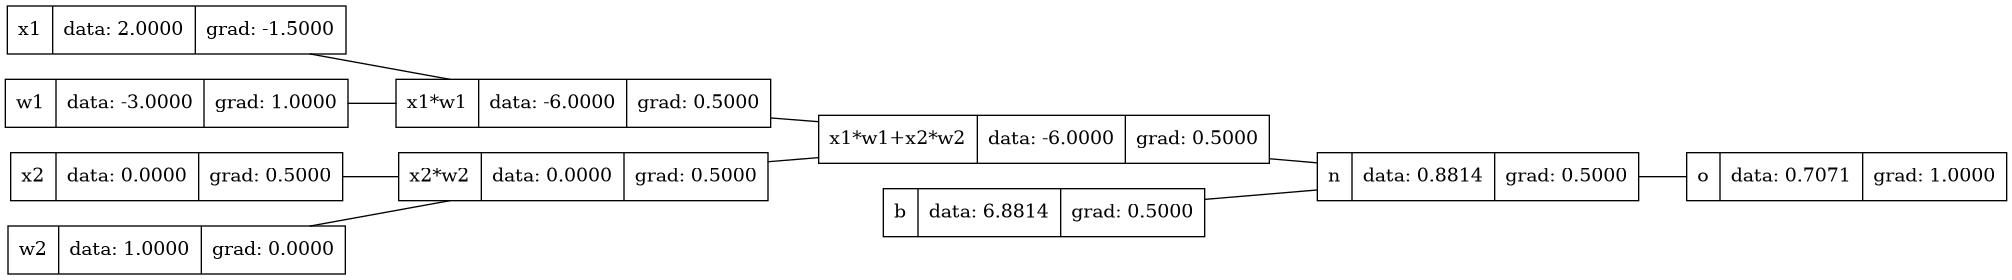 x1 data: 2.0000 grad: -1.5000
w1 data: -3.0000 grad: 1.0000
x1*w1 data: -6.0000 grad: 0.5000
x1*w1+x2*w2 data: -6.0000 grad: 0.5000
x2 data: 0.0000 grad: 0.5000
x2*w2 data: 0.0000 grad: 0.5000
n data: 0.8814 grad: 0.5000
o data: 0.7071 grad: 1.0000
b data: 6.8814 grad: 0.5000
w2 data: 1.0000 grad: 0.0000